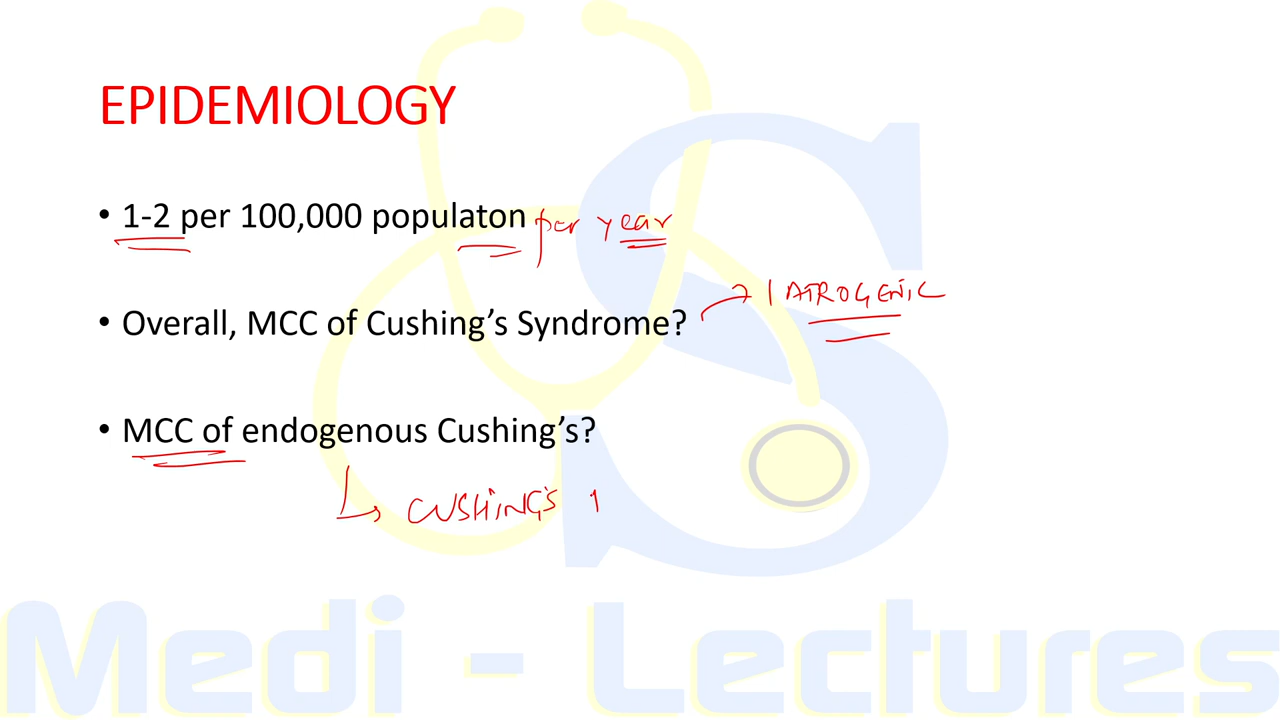 EPIDEMIOLOGY
• 1-2 per 100,000 populaton per year
• Overall, MCC of Cushing's Syndrome? → IATROGENIC
• MCC of endogenous Cushing's?
↳ CUSHING'S
Medi - Lectures